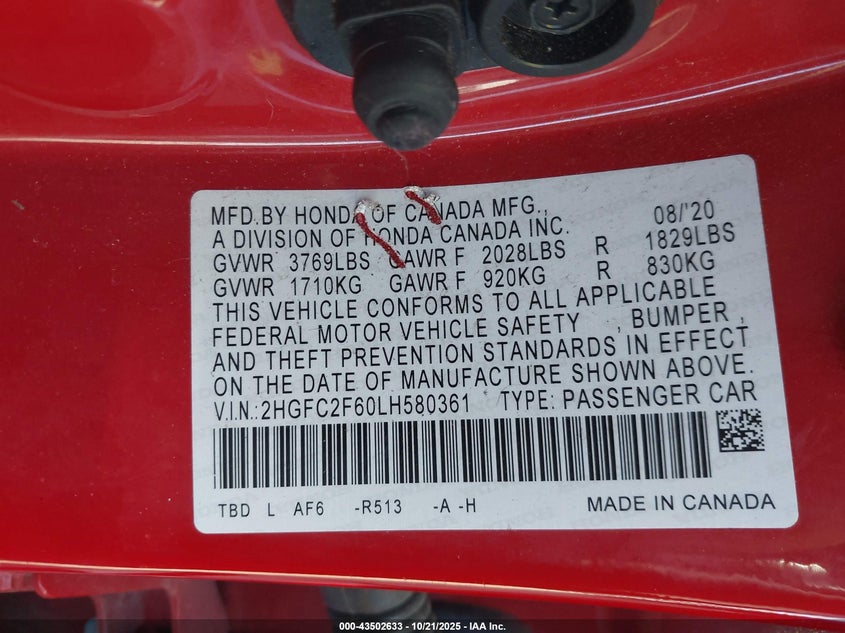 MFD.BY HONDA OF CANADA MFG., 08/'20
A DIVISION OF HONDA CANADA INC.
GVWR 3769LBS GAWR F 2028LBS R 1829LBS
GVWR 1710KG GAWR F 920KG R 830KG
THIS VEHICLE CONFORMS TO ALL APPLICABLE
FEDERAL MOTOR VEHICLE SAFETY , BUMPER ,
AND THEFT PREVENTION STANDARDS IN EFFECT
ON THE DATE OF MANUFACTURE SHOWN ABOVE.
V.I.N.:2HGFC2F60LH580361 TYPE: PASSENGER CAR
TBD L AF6 -R513 -A -H MADE IN CANADA
000-43502633 - 10/21/2025 - IAA Inc.